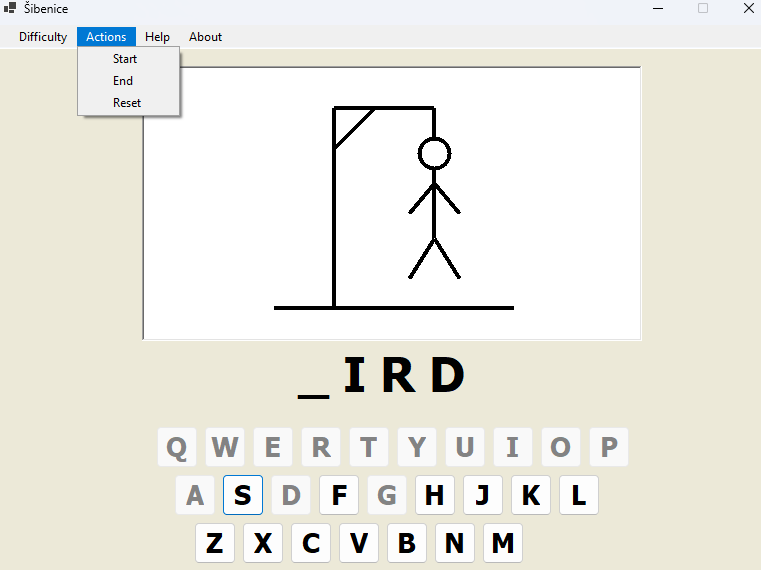 Šibenice
Difficulty Actions Help About
Start
End
Reset
_ I R D
Q W E R T Y U I O P
A S D F G H J K L
Z X C V B N M